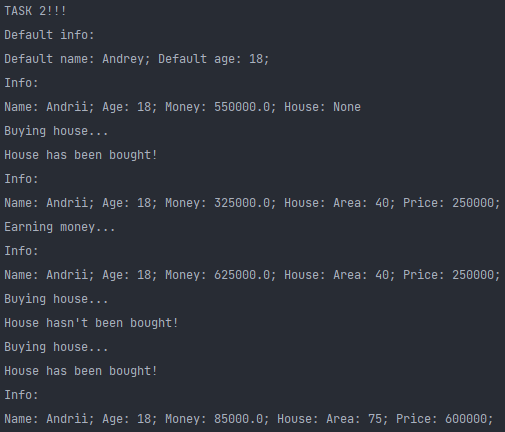 TASK 2!!!
Default info:
Default name: Andrey; Default age: 18;
Info:
Name: Andrii; Age: 18; Money: 550000.0; House: None
Buying house...
House has been bought!
Info:
Name: Andrii; Age: 18; Money: 325000.0; House: Area: 40; Price: 250000;
Earning money...
Info:
Name: Andrii; Age: 18; Money: 625000.0; House: Area: 40; Price: 250000;
Buying house...
House hasn't been bought!
Buying house...
House has been bought!
Info:
Name: Andrii; Age: 18; Money: 85000.0; House: Area: 75; Price: 600000;